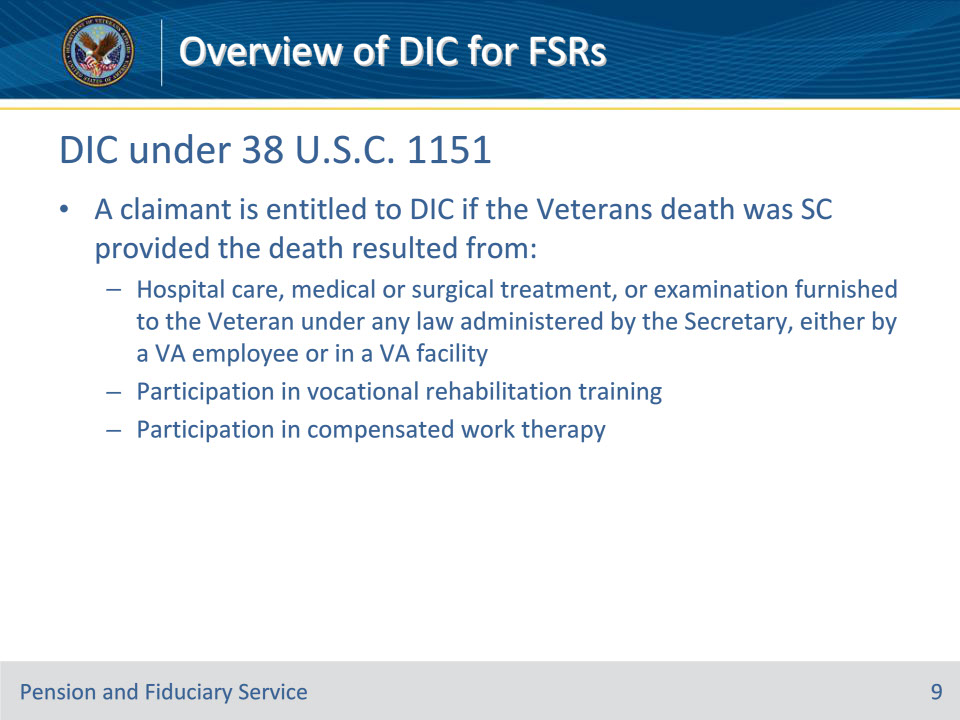 Overview of DIC for FSRs
DIC under 38 U.S.C. 1151
• A claimant is entitled to DIC if the Veterans death was SC
provided the death resulted from:
– Hospital care, medical or surgical treatment, or examination furnished
to the Veteran under any law administered by the Secretary, either by
a VA employee or in a VA facility
– Participation in vocational rehabilitation training
– Participation in compensated work therapy
Pension and Fiduciary Service
9